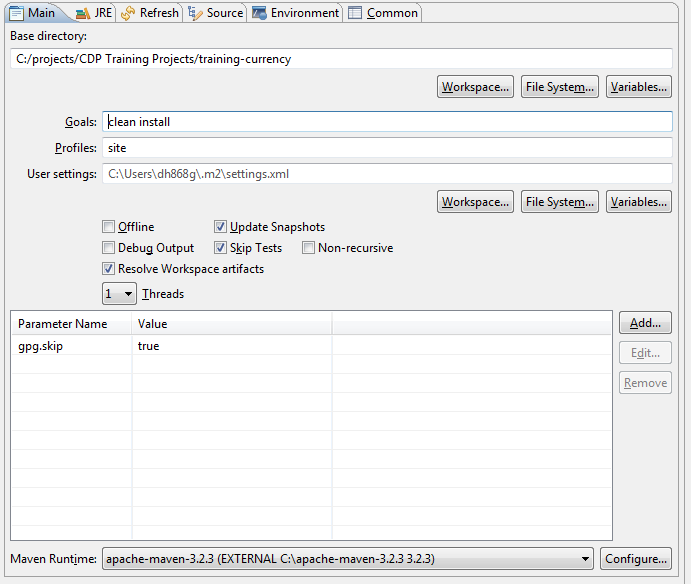 Main JRE Refresh Source Environment Common
Base directory:
C:/projects/CDP Training Projects/training-currency
Workspace... File System... Variables...
Goals: clean install
Profiles: site
User settings: C:\Users\dh868g\.m2\settings.xml
Workspace... File System... Variables...
Offline Update Snapshots
Debug Output Skip Tests Non-recursive
Resolve Workspace artifacts
1 Threads
Parameter Name Value Add...
gpg.skip true Edit...
Remove
Maven Runtime: apache-maven-3.2.3 (EXTERNAL C:\apache-maven-3.2.3 3.2.3) Configure...